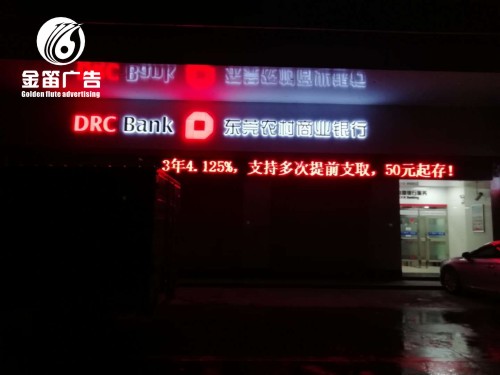 金笛广告
Golden flute advertising
DRC Bank 东莞农村商业银行
3年4.125%，支持多次提前支取，50元起存！